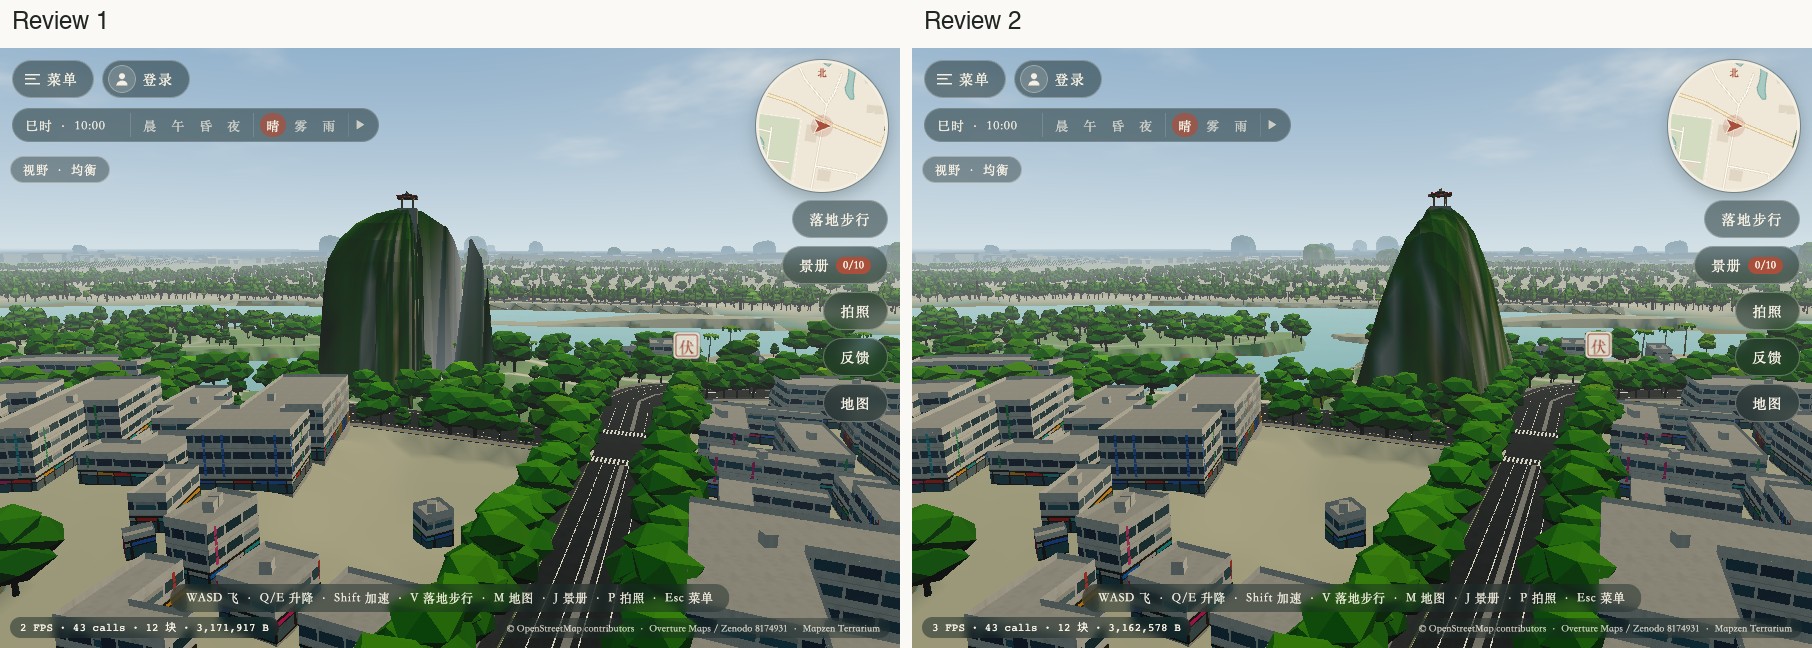 Review 1
菜单
登录
巳时 · 10:00 晨 午 昏 夜 晴 雾 雨
视野 · 均衡
北
落地步行
景册 0/10
拍照
伏
反馈
地图
WASD 飞 · Q/E 升降 · Shift 加速 · V 落地步行 · M 地图 · J 景册 · P 拍照 · Esc 菜单
2 FPS · 43 calls · 12 块 · 3,171,917 B
© OpenStreetMap contributors · Overture Maps / Zenodo 8174931 · Mapzen Terrarium
Review 2
菜单
登录
巳时 · 10:00 晨 午 昏 夜 晴 雾 雨
视野 · 均衡
北
落地步行
景册 0/10
拍照
伏
反馈
地图
WASD 飞 · Q/E 升降 · Shift 加速 · V 落地步行 · M 地图 · J 景册 · P 拍照 · Esc 菜单
3 FPS · 43 calls · 12 块 · 3,162,578 B
© OpenStreetMap contributors · Overture Maps / Zenodo 8174931 · Mapzen Terrarium